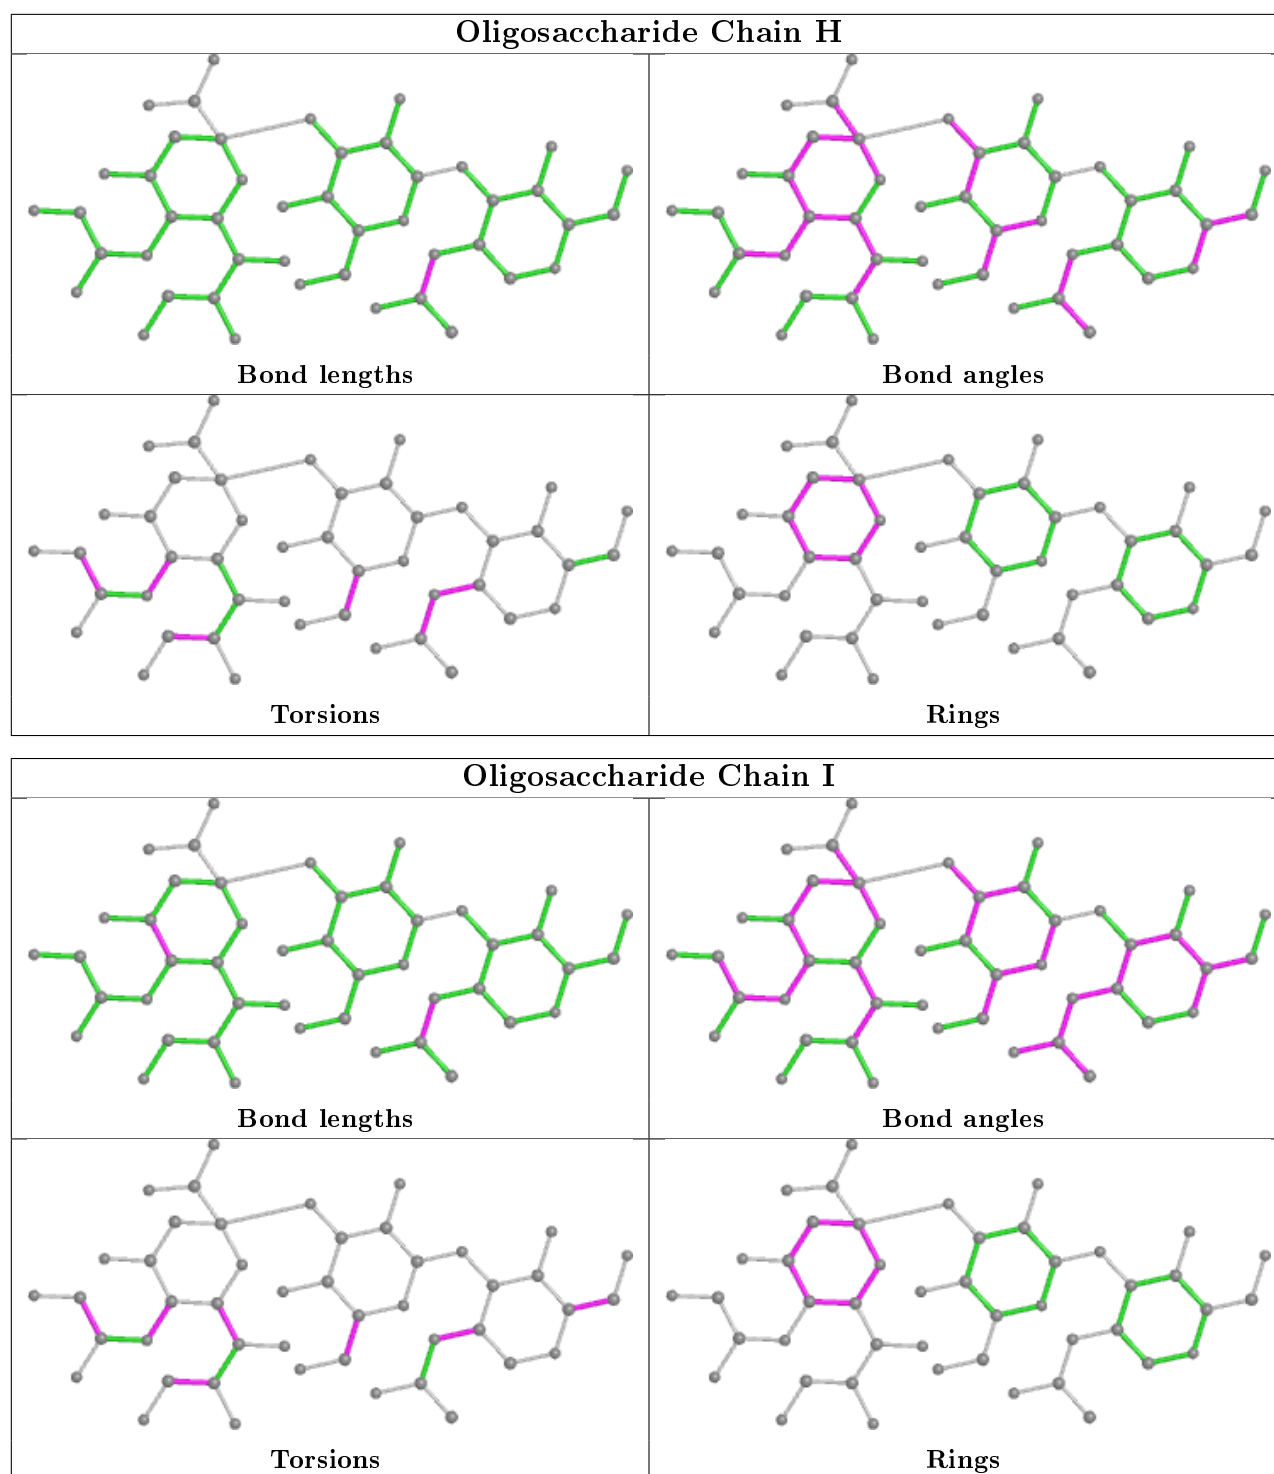 Oligosaccharide Chain H
Bond lengths
Bond angles
Torsions
Rings
Oligosaccharide Chain I
Bond lengths
Bond angles
Torsions
Rings